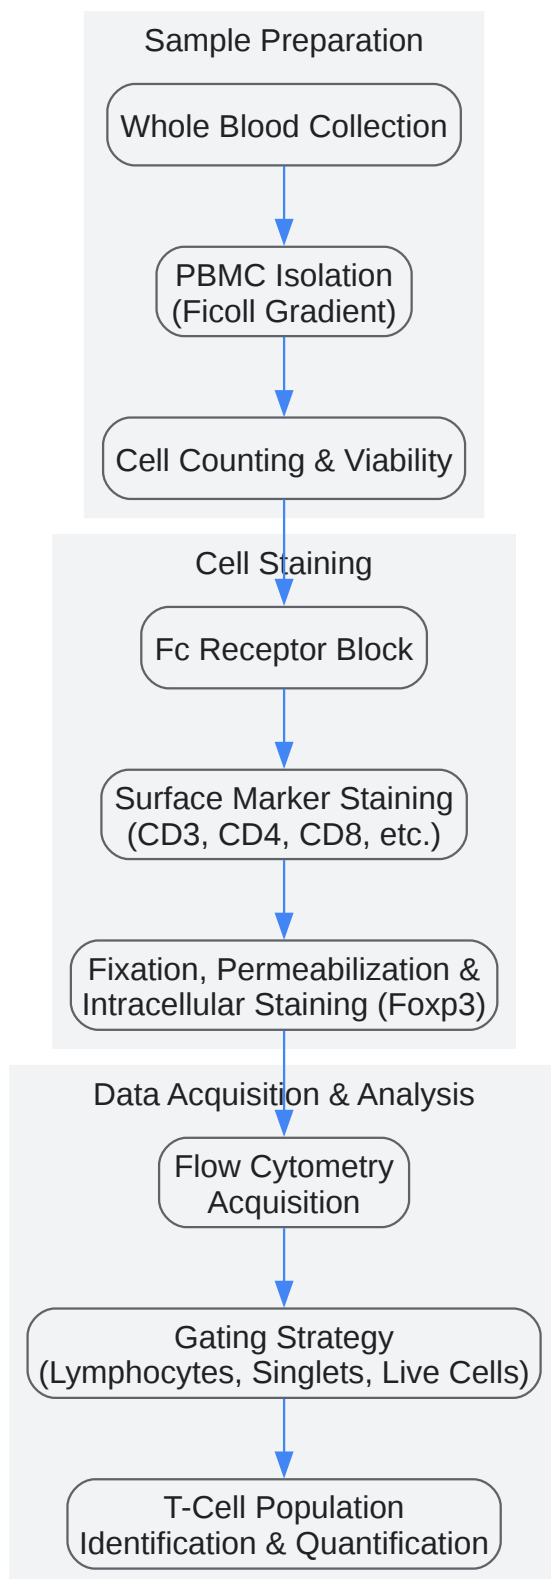 Sample Preparation
Whole Blood Collection
PBMC Isolation
(Ficoll Gradient)
Cell Counting & Viability
Cell Staining
Fc Receptor Block
Surface Marker Staining
(CD3, CD4, CD8, etc.)
Fixation, Permeabilization &
Intracellular Staining (Foxp3)
Data Acquisition & Analysis
Flow Cytometry
Acquisition
Gating Strategy
(Lymphocytes, Singlets, Live Cells)
T-Cell Population
Identification & Quantification